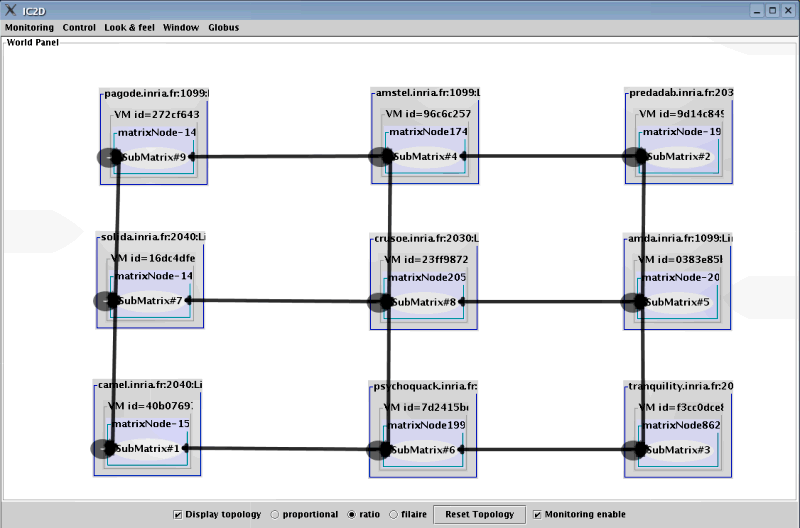 IC2D
Monitoring Control Look & feel Window Globus
World Panel
pagode.inria.fr:1099:
VM id=272cf643
matrixNode-14
SubMatrix#9
amstel.inria.fr:1099:
VM id=96c6c257
matrixNode174
SubMatrix#4
predadab.inria.fr:203
VM id=9d14c849
matrixNode-19
SubMatrix#2
solida.inria.fr:2040:Li
VM id=16dc4dfe
matrixNode-14
SubMatrix#7
crusoe.inria.fr:2030:L
VM id=23ff9872
matrixNode205
SubMatrix#8
amda.inria.fr:1099:Li
VM id=0383e85
matrixNode-20
SubMatrix#5
camel.inria.fr:2040:Li
VM id=40b0769
matrixNode-15
SubMatrix#1
psychoquack.inria.fr:
VM id=7d2415b
matrixNode199
SubMatrix#6
tranquility.inria.fr:20
VM id=f3cc0dce
matrixNode862
SubMatrix#3
Display topology proportional ratio filaire Reset Topology Monitoring enable